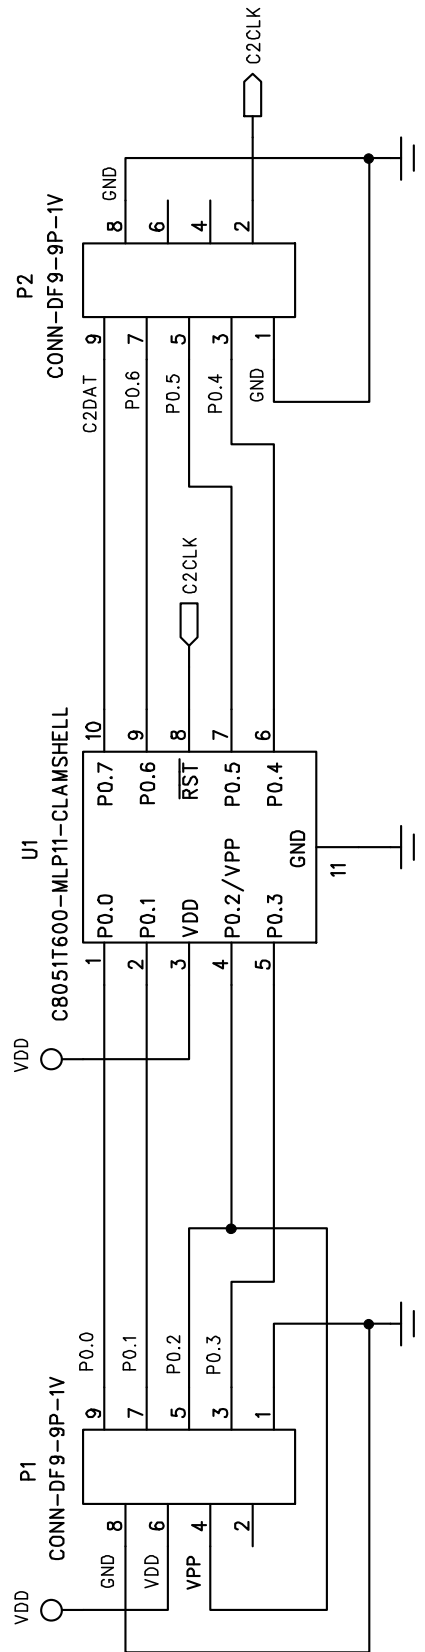 VDD
P1
CONN-DF9-9P-1V
GND 8 9 P0.0
VDD 6 7 P0.1
VPP 4 5 P0.2
2 3 P0.3
1
VDD
U1
C8051T600-MLP11-CLAMSHELL
1 P0.0 P0.7 10
2 P0.1 P0.6 9
3 VDD RST 8 C2CLK
4 P0.2/VPP P0.5 7
5 P0.3 P0.4 6
GND
11
P2
CONN-DF9-9P-1V
C2DAT 9 8 GND
P0.6 7 6
P0.5 5 4
P0.4 3 2 C2CLK
GND 1